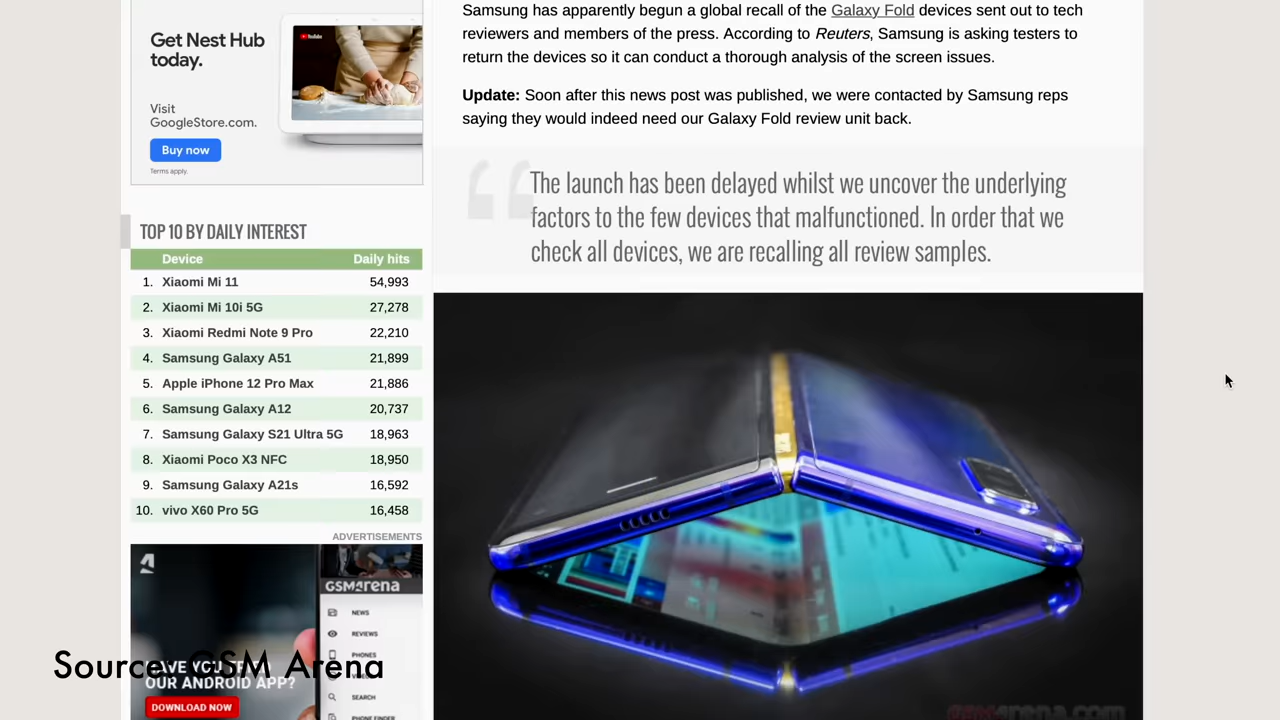 Get Nest Hub
today.
Visit
GoogleStore.com.
Buy now
Terms apply.
YouTube
TOP 10 BY DAILY INTEREST
Device Daily hits
1. Xiaomi Mi 11 54,993
2. Xiaomi Mi 10i 5G 27,278
3. Xiaomi Redmi Note 9 Pro 22,210
4. Samsung Galaxy A51 21,899
5. Apple iPhone 12 Pro Max 21,886
6. Samsung Galaxy A12 20,737
7. Samsung Galaxy S21 Ultra 5G 18,963
8. Xiaomi Poco X3 NFC 18,950
9. Samsung Galaxy A21s 16,592
10. vivo X60 Pro 5G 16,458
ADVERTISEMENTS
GSMArena
NEWS
REVIEWS
PHONES
SEARCH
PHONE FINDER
OUR ANDROID APP?
DOWNLOAD NOW
Source: GSM Arena
Samsung has apparently begun a global recall of the Galaxy Fold devices sent out to tech
reviewers and members of the press. According to Reuters, Samsung is asking testers to
return the devices so it can conduct a thorough analysis of the screen issues.
Update: Soon after this news post was published, we were contacted by Samsung reps
saying they would indeed need our Galaxy Fold review unit back.
“The launch has been delayed whilst we uncover the underlying
factors to the few devices that malfunctioned. In order that we
check all devices, we are recalling all review samples.